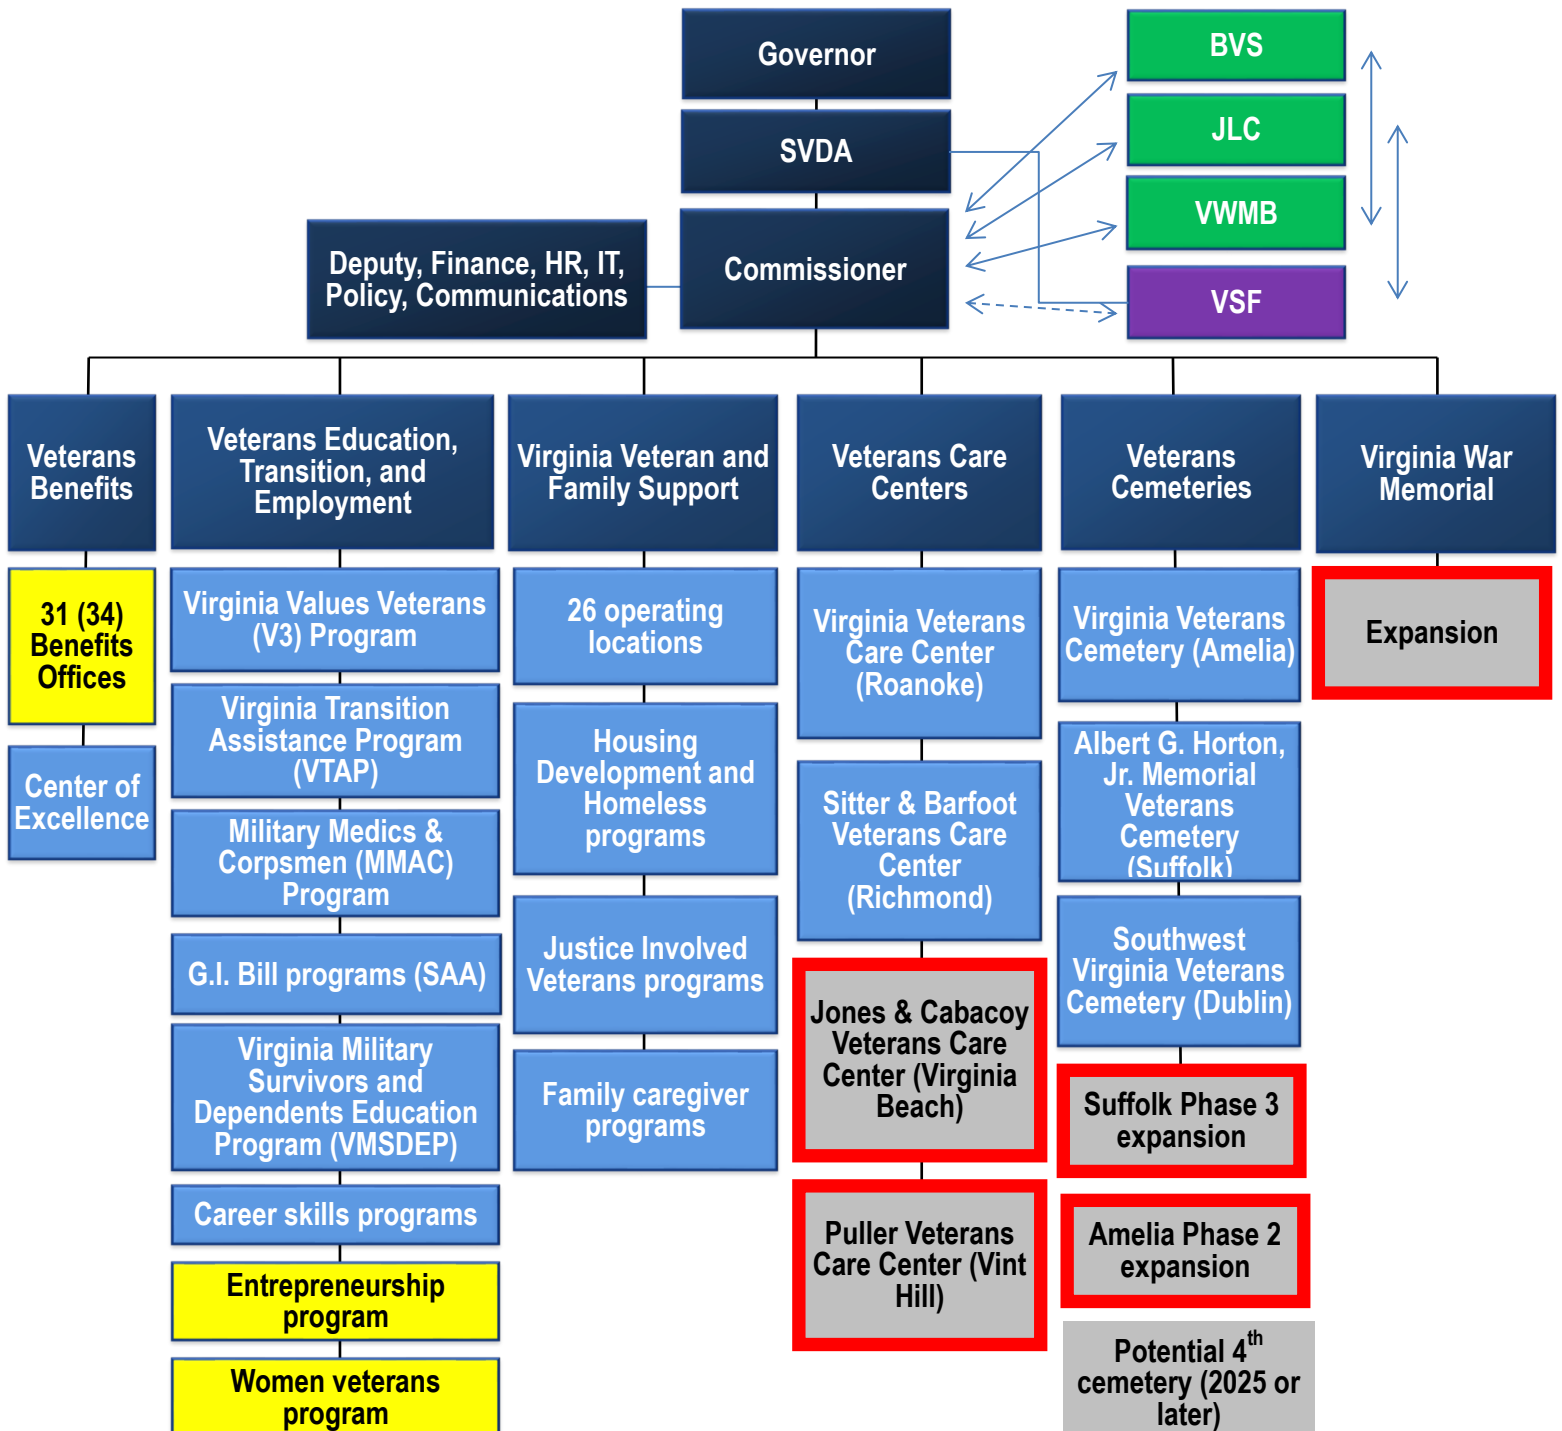 Governor
SVDA
Commissioner
Deputy, Finance, HR, IT,
Policy, Communications
BVS
JLC
VWMB
VSF
Veterans
Benefits
31 (34)
Benefits
Offices
Center of
Excellence
Veterans Education,
Transition, and
Employment
Virginia Values Veterans
(V3) Program
Virginia Transition
Assistance Program
(VTAP)
Military Medics &
Corpsmen (MMAC)
Program
G.I. Bill programs (SAA)
Virginia Military
Survivors and
Dependents Education
Program (VMSDEP)
Career skills programs
Entrepreneurship
program
Women veterans
program
Virginia Veteran and
Family Support
26 operating
locations
Housing
Development and
Homeless
programs
Justice Involved
Veterans programs
Family caregiver
programs
Veterans Care
Centers
Virginia Veterans
Care Center
(Roanoke)
Sitter & Barfoot
Veterans Care
Center
(Richmond)
Jones & Cabacoy
Veterans Care
Center (Virginia
Beach)
Puller Veterans
Care Center (Vint
Hill)
Veterans
Cemeteries
Virginia Veterans
Cemetery (Amelia)
Albert G. Horton,
Jr. Memorial
Veterans
Cemetery
(Suffolk)
Southwest
Virginia Veterans
Cemetery (Dublin)
Suffolk Phase 3
expansion
Amelia Phase 2
expansion
Potential 4th
cemetery (2025 or
later)
Virginia War
Memorial
Expansion